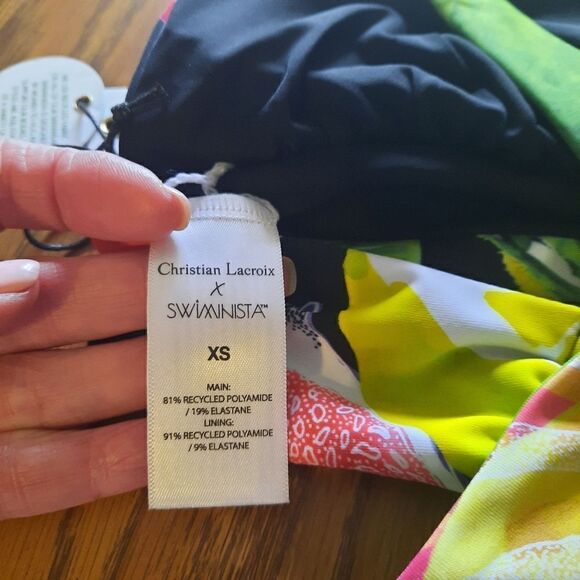 Christian Lacroix
X
SWIMINISTA™
XS
MAIN:
81% RECYCLED POLYAMIDE
/ 19% ELASTANE
LINING:
91% RECYCLED POLYAMIDE
/ 9% ELASTANE